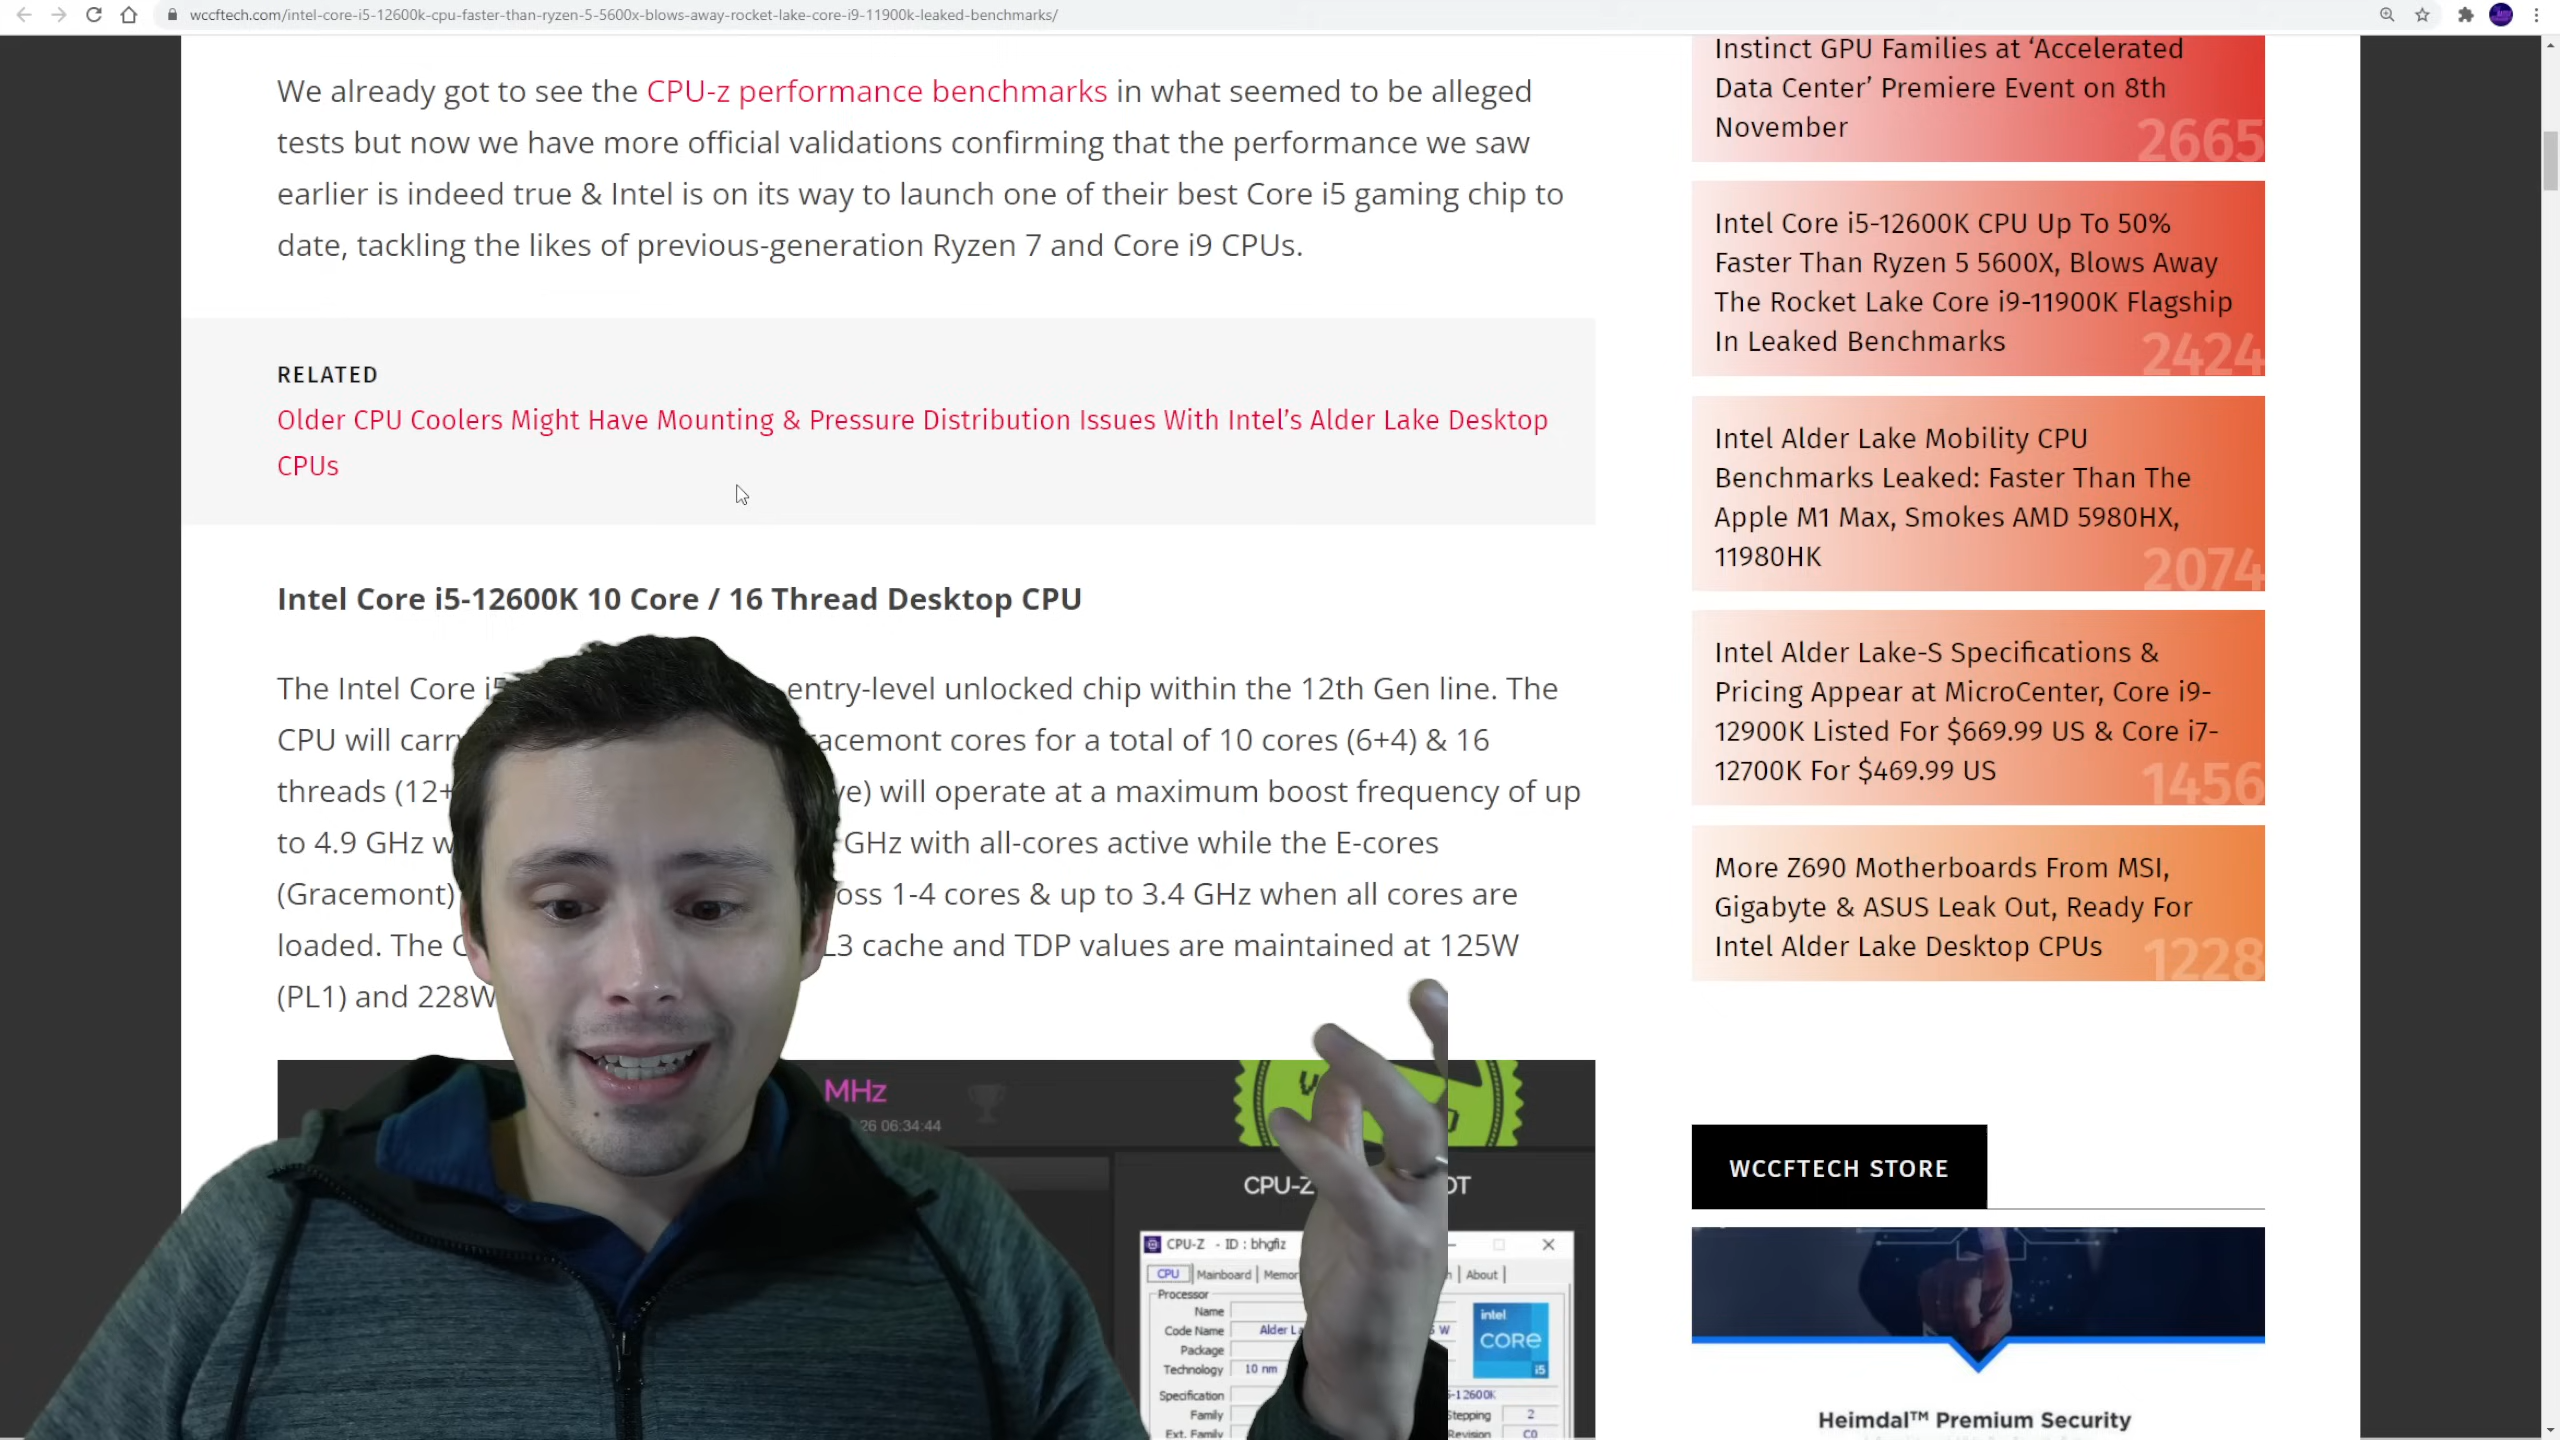 wccftech.com/intel-core-i5-12600k-cpu-faster-than-ryzen-5-5600x-blows-away-rocket-lake-core-i9-11900k-leaked-benchmarks/
We already got to see the CPU-z performance benchmarks in what seemed to be alleged
tests but now we have more official validations confirming that the performance we saw
earlier is indeed true & Intel is on its way to launch one of their best Core i5 gaming chip to
date, tackling the likes of previous-generation Ryzen 7 and Core i9 CPUs.
RELATED
Older CPU Coolers Might Have Mounting & Pressure Distribution Issues With Intel's Alder Lake Desktop
CPUs
Intel Core i5-12600K 10 Core / 16 Thread Desktop CPU
The Intel Core entry-level unlocked chip within the 12th Gen line. The
CPU will cores for a total of 10 cores (6+4) & 16
threads will operate at a maximum boost frequency of up
to 4.9 GHz GHz with all-cores active while the E-cores
(Gracemont) 1-4 cores & up to 3.4 GHz when all cores are
loaded. The L3 cache and TDP values are maintained at 125W
(PL1) and 228W
MHz
26 06:34:44
CPU-Z
CPU-Z - ID : bhgfiz
CPU Mainboard About
Processor
Name
Code Name
Package
Technology 10 nm
Specification
Family
Stepping 2
Ext. Family
Revision C0
intel
CORE
i5
Instinct GPU Families at 'Accelerated
Data Center' Premiere Event on 8th
November
2665
Intel Core i5-12600K CPU Up To 50%
Faster Than Ryzen 5 5600X, Blows Away
The Rocket Lake Core i9-11900K Flagship
In Leaked Benchmarks
2424
Intel Alder Lake Mobility CPU
Benchmarks Leaked: Faster Than The
Apple M1 Max, Smokes AMD 5980HX,
11980HK
2074
Intel Alder Lake-S Specifications &
Pricing Appear at MicroCenter, Core i9-
12900K Listed For $669.99 US & Core i7-
12700K For $469.99 US
1456
More Z690 Motherboards From MSI,
Gigabyte & ASUS Leak Out, Ready For
Intel Alder Lake Desktop CPUs
1228
WCCFTECH STORE
Heimdal™ Premium Security